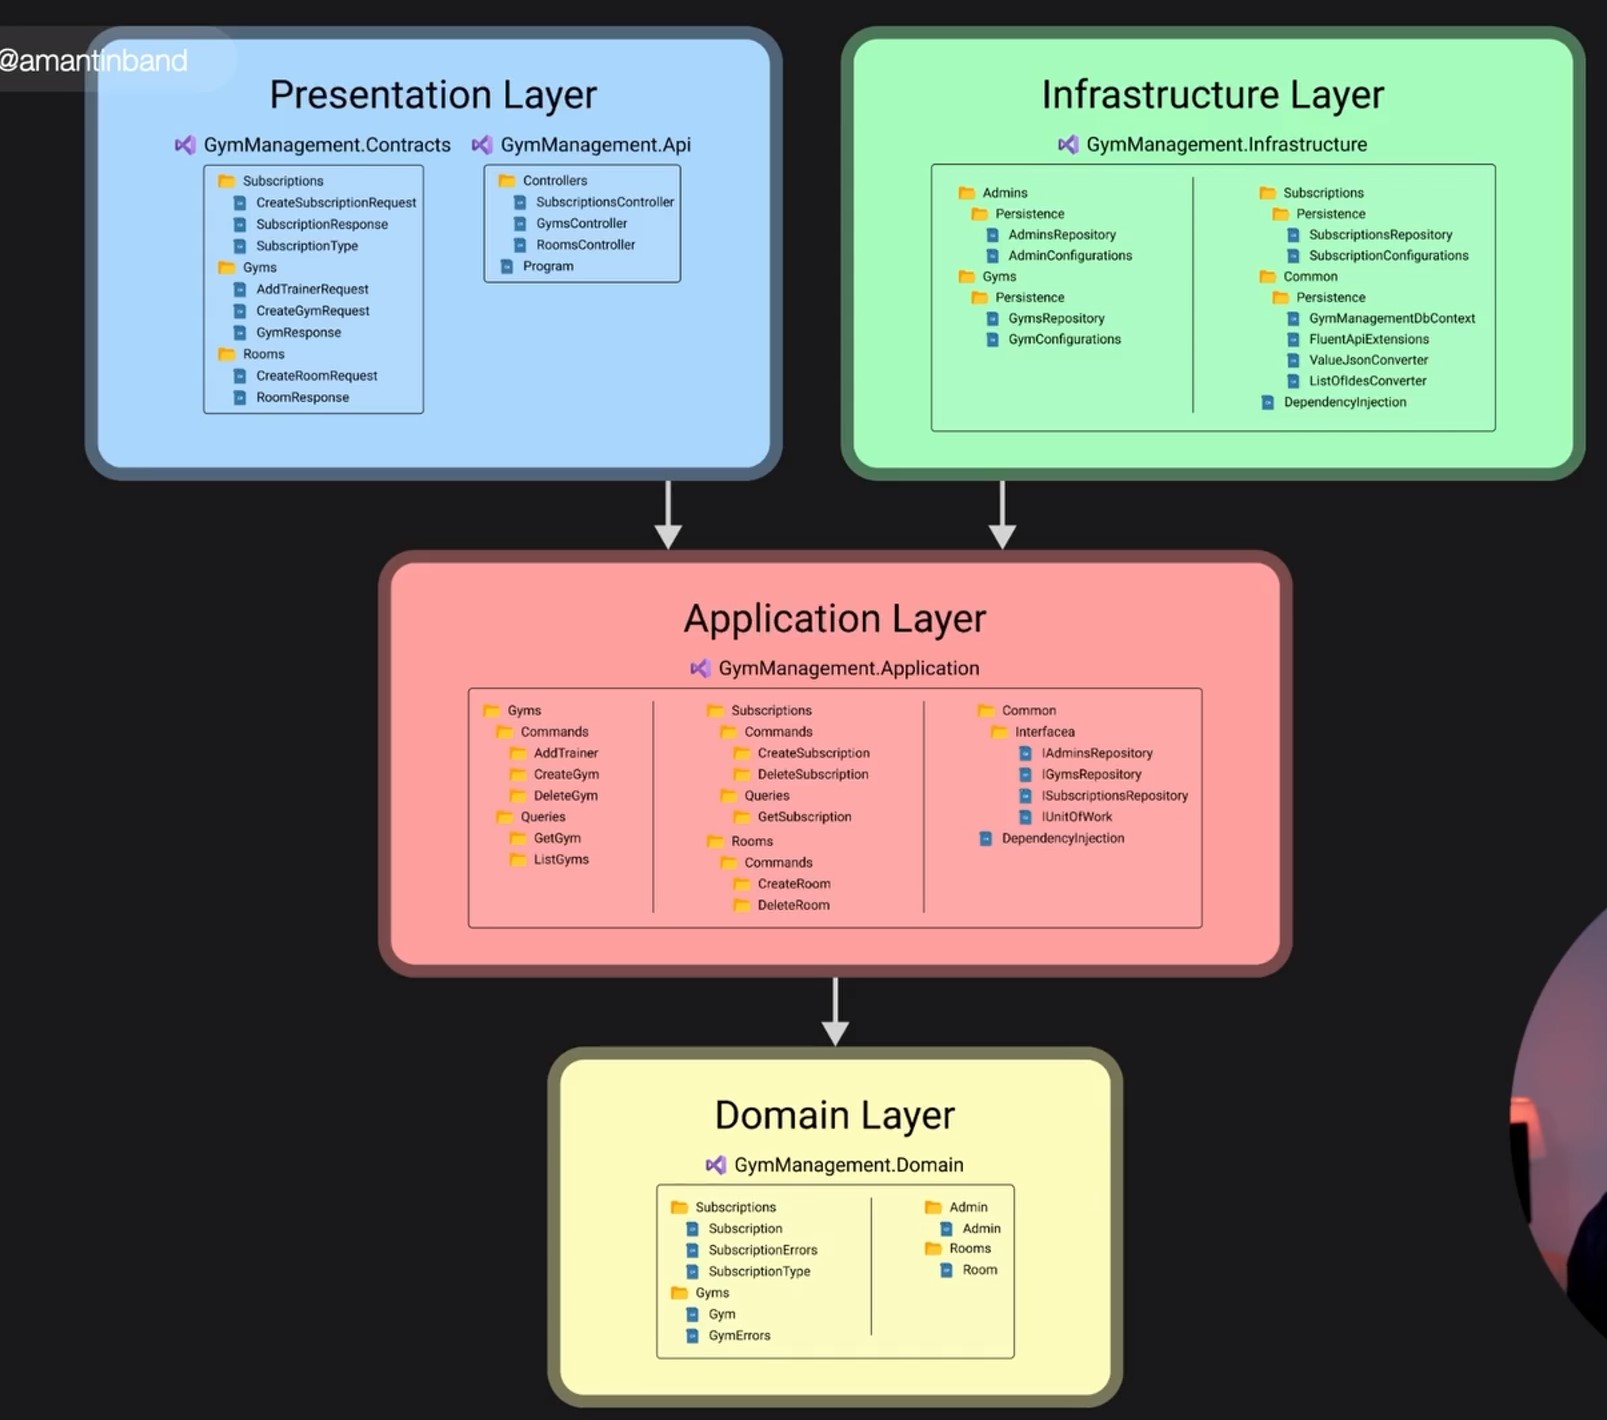 @amantinband
Presentation Layer
GymManagement.Contracts
Subscriptions
CreateSubscriptionRequest
SubscriptionResponse
SubscriptionType
Gyms
AddTrainerRequest
CreateGymRequest
GymResponse
Rooms
CreateRoomRequest
RoomResponse
GymManagement.Api
Controllers
SubscriptionsController
GymsController
RoomsController
Program
Infrastructure Layer
GymManagement.Infrastructure
Admins
Persistence
AdminsRepository
AdminConfigurations
Gyms
Persistence
GymsRepository
GymConfigurations
Subscriptions
Persistence
SubscriptionsRepository
SubscriptionConfigurations
Common
Persistence
GymManagementDbContext
FluentApiExtensions
ValueJsonConverter
ListOfIdesConverter
DependencyInjection
Application Layer
GymManagement.Application
Gyms
Commands
AddTrainer
CreateGym
DeleteGym
Queries
GetGym
ListGyms
Subscriptions
Commands
CreateSubscription
DeleteSubscription
Queries
GetSubscription
Rooms
Commands
CreateRoom
DeleteRoom
Common
Interfacea
IAdminsRepository
IGymsRepository
ISubscriptionsRepository
IUnitOfWork
DependencyInjection
Domain Layer
GymManagement.Domain
Subscriptions
Subscription
SubscriptionErrors
SubscriptionType
Gyms
Gym
GymErrors
Admin
Admin
Rooms
Room